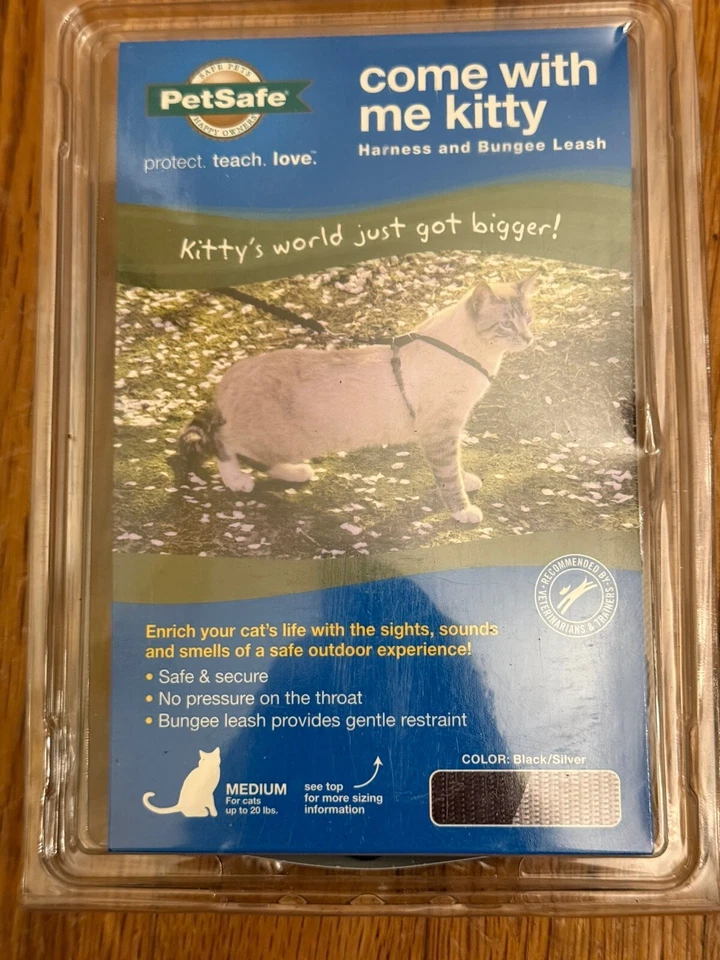 SAFE PETS
PetSafe®
HAPPY OWNERS
protect. teach. love.™
come with
me kitty
Harness and Bungee Leash
Kitty's world just got bigger!
RECOMMENDED BY
VETERINARIANS & TRAINERS
Enrich your cat's life with the sights, sounds
and smells of a safe outdoor experience!
• Safe & secure
• No pressure on the throat
• Bungee leash provides gentle restraint
MEDIUM
For cats
up to 20 lbs.
see top
for more sizing
information
COLOR: Black/Silver